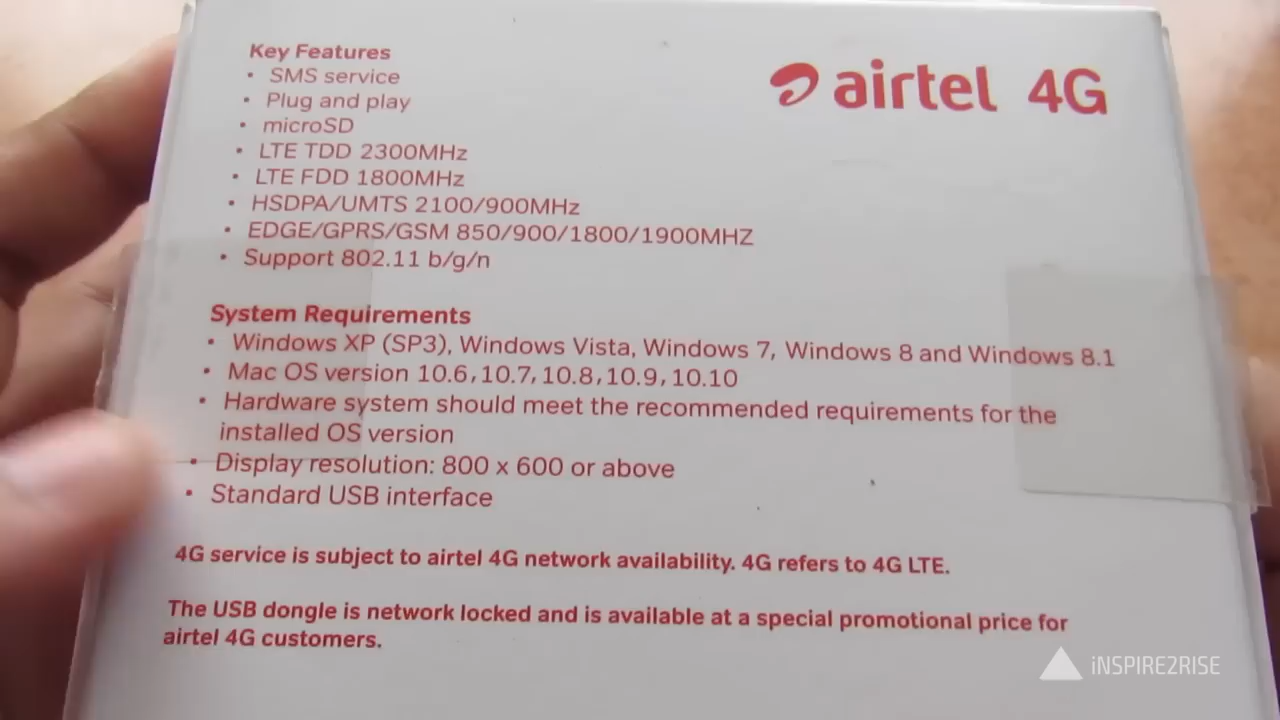 Key Features
• SMS service
• Plug and play
• microSD
• LTE TDD 2300MHz
• LTE FDD 1800MHz
• HSDPA/UMTS 2100/900MHz
• EDGE/GPRS/GSM 850/900/1800/1900MHZ
• Support 802.11 b/g/n
airtel 4G
System Requirements
• Windows XP (SP3), Windows Vista, Windows 7, Windows 8 and Windows 8.1
• Mac OS version 10.6,10.7,10.8,10.9,10.10
• Hardware system should meet the recommended requirements for the
installed OS version
• Display resolution: 800 x 600 or above
• Standard USB interface
4G service is subject to airtel 4G network availability. 4G refers to 4G LTE.
The USB dongle is network locked and is available at a special promotional price for
airtel 4G customers.
iNSPIRE2RISE